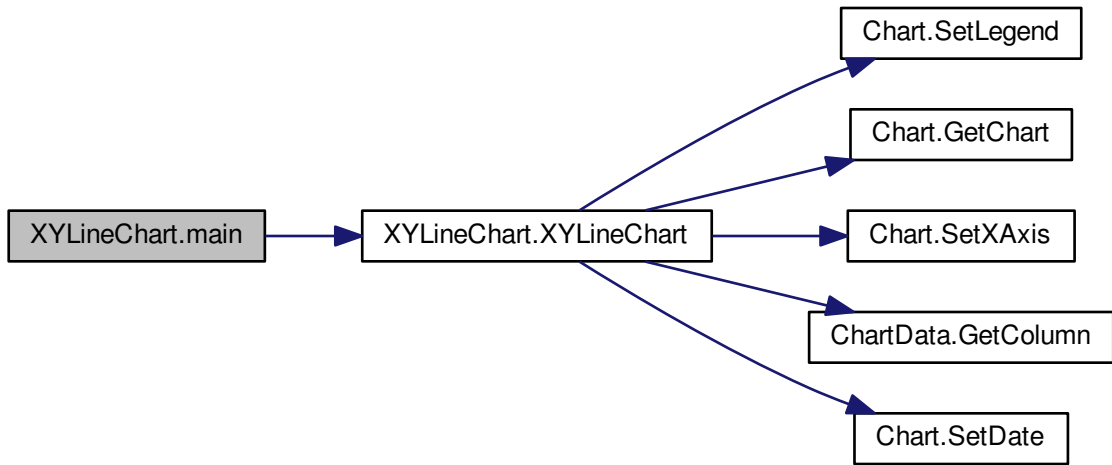 XYLineChart.main
XYLineChart.XYLineChart
Chart.SetLegend
Chart.GetChart
Chart.SetXAxis
ChartData.GetColumn
Chart.SetDate